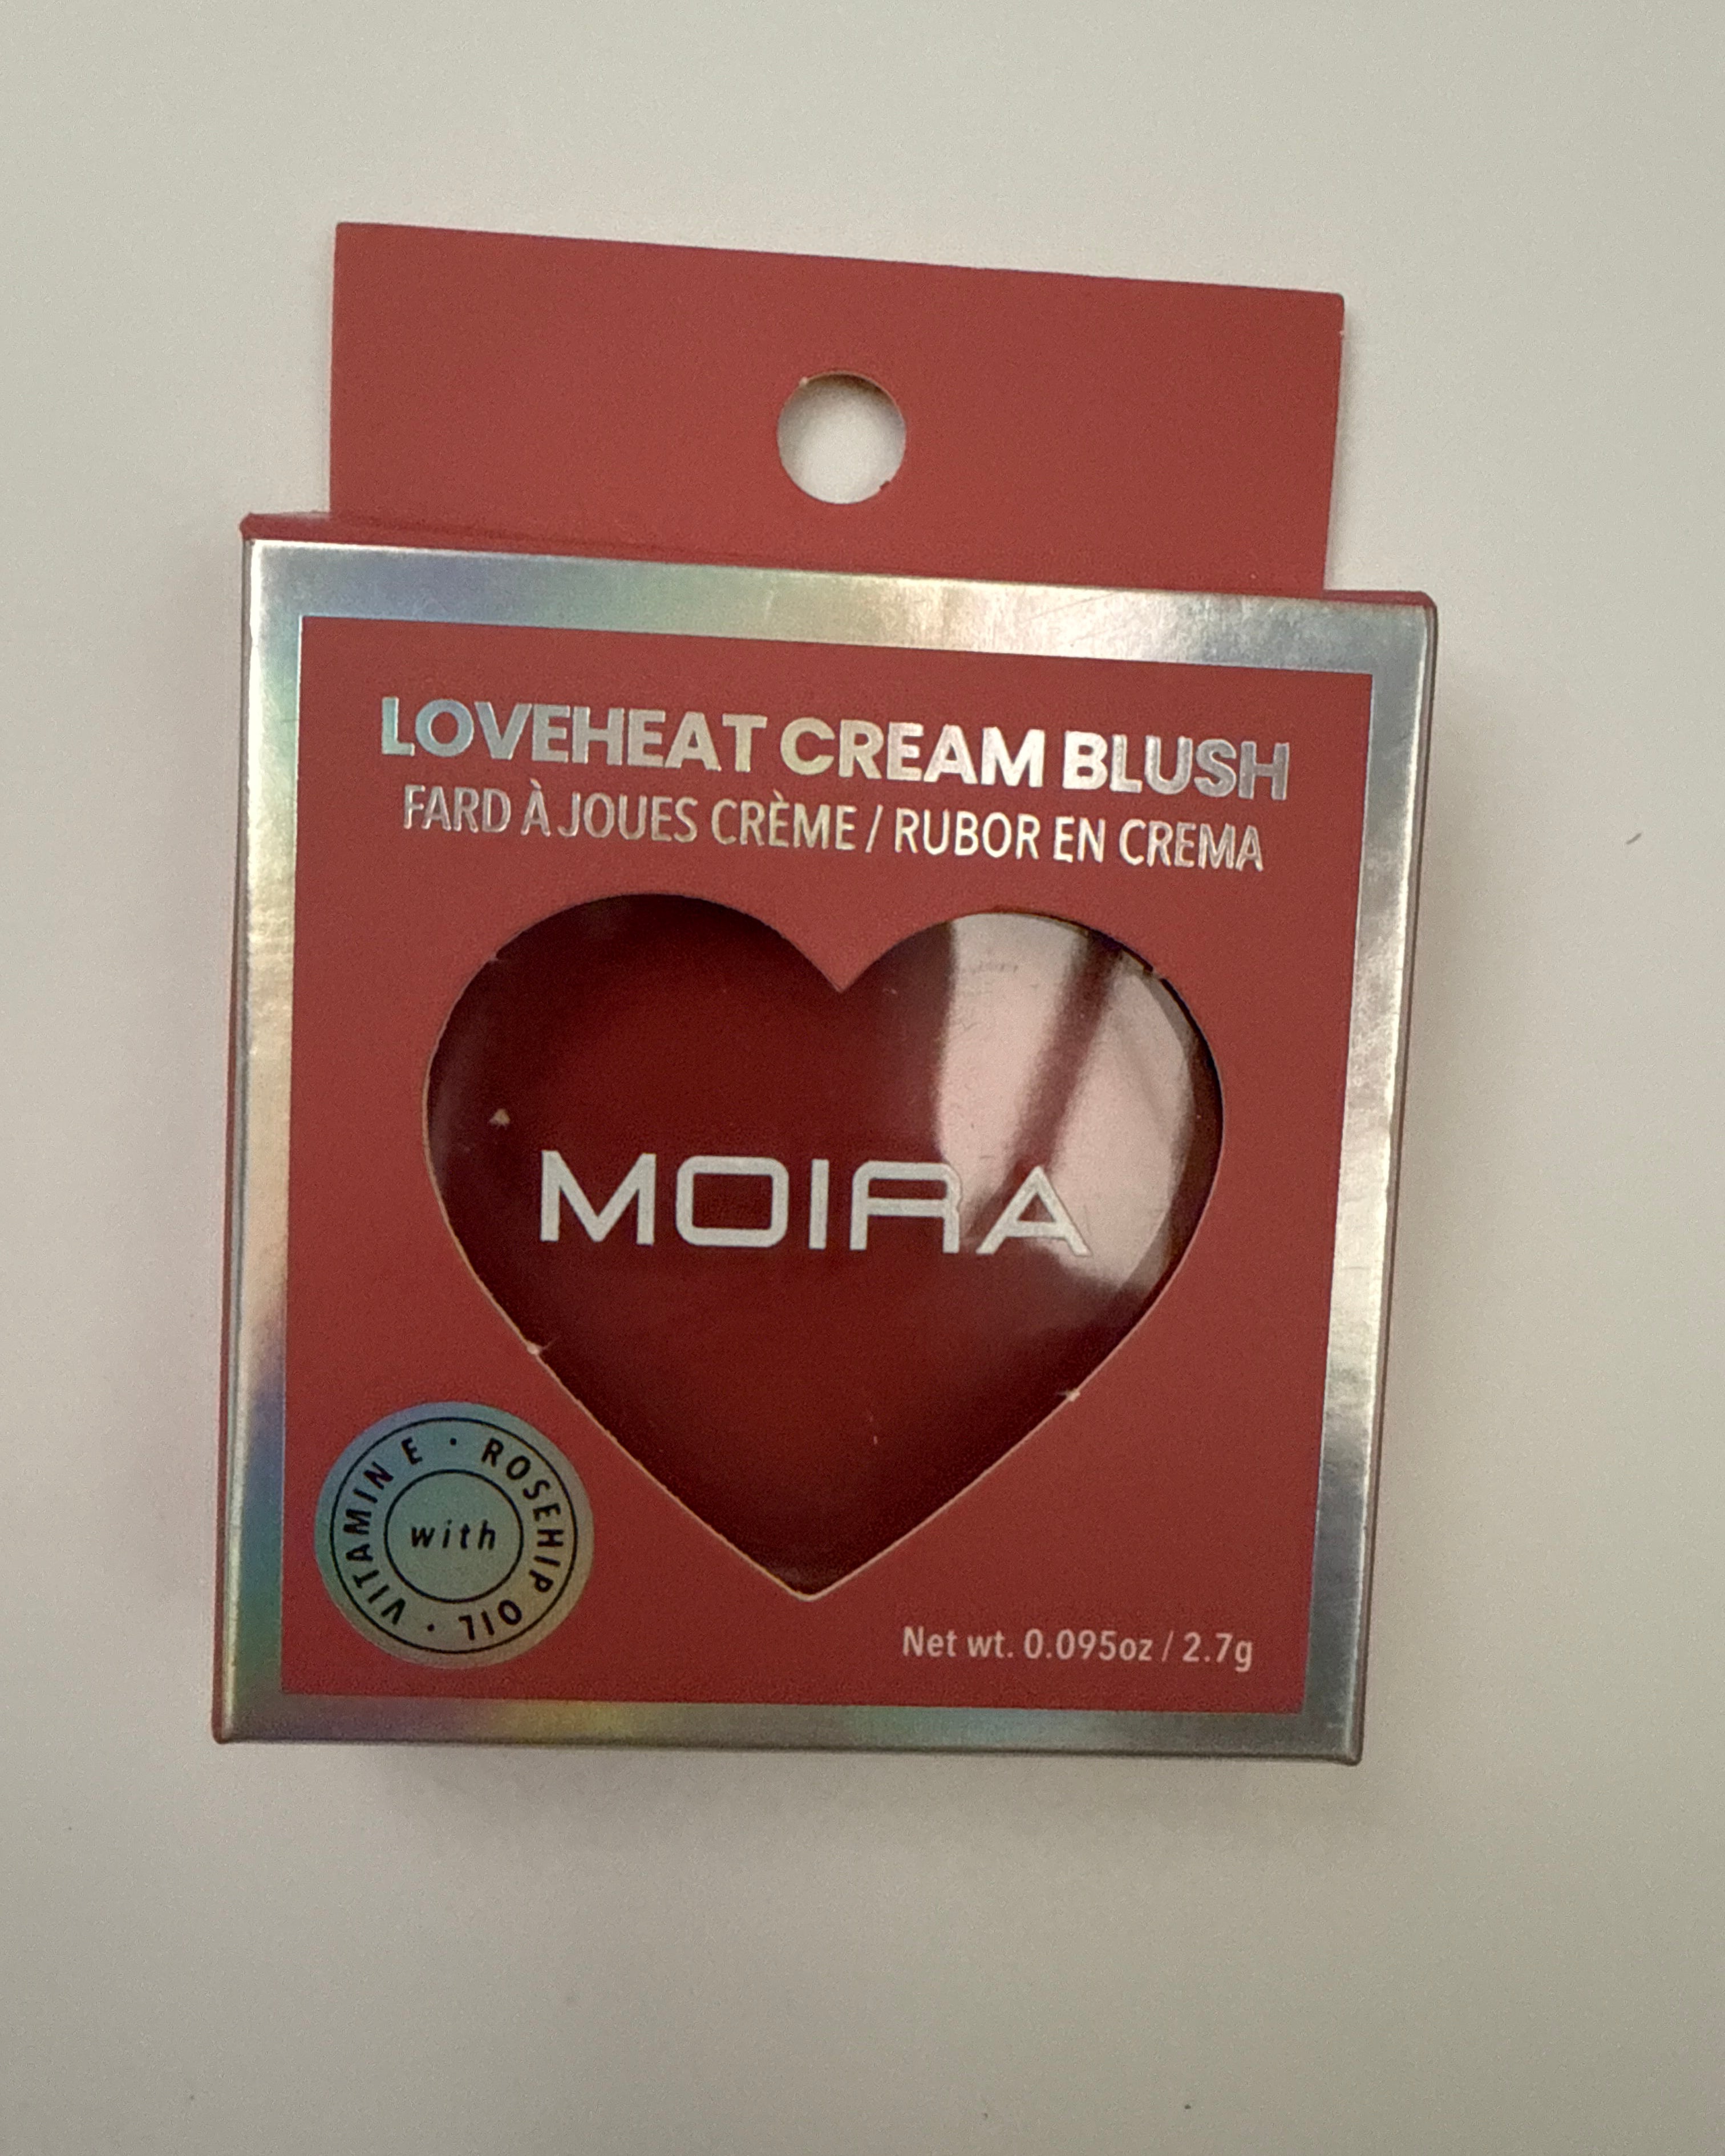 LOVEHEAT CREAM BLUSH
FARD À JOUES CRÈME / RUBOR EN CREMA
MOIRA
VITAMIN E · ROSEHIP OIL ·
with
Net wt. 0.095oz / 2.7g